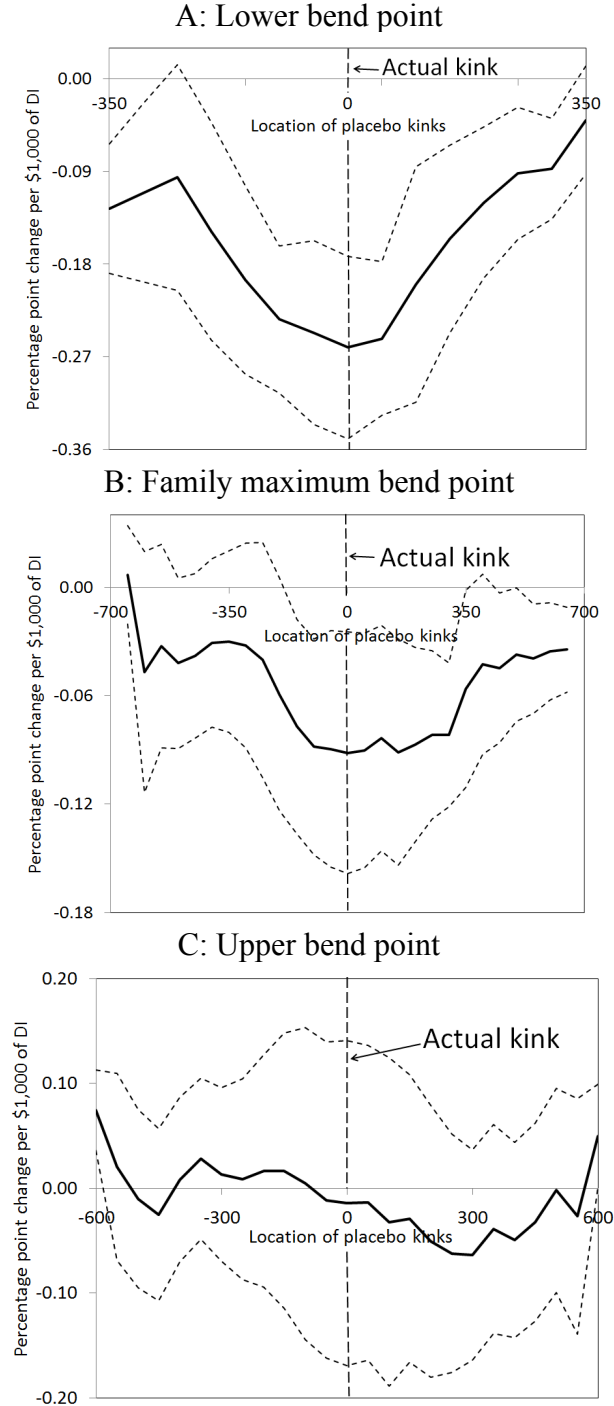 A: Lower bend point
Percentage point change per $1,000 of DI
0.00
-0.09
-0.18
-0.27
-0.36
-350
0
350
Actual kink
Location of placebo kinks
B: Family maximum bend point
Percentage point change per $1,000 of DI
0.00
-0.06
-0.12
-0.18
-700
-350
0
350
700
Actual kink
Location of placebo kinks
C: Upper bend point
Percentage point change per $1,000 of DI
0.20
0.10
0.00
-0.10
-0.20
-600
-300
0
300
600
Actual kink
Location of placebo kinks